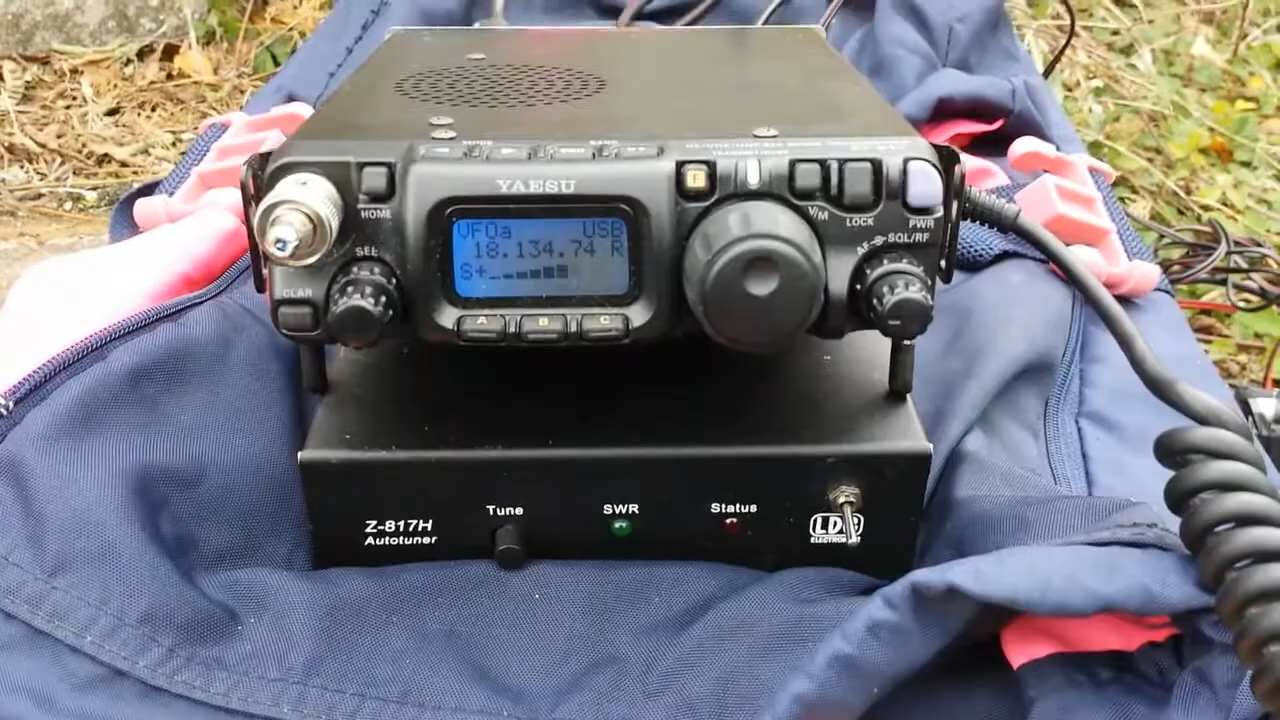 YAESU
F
HOME
V/M
LOCK
PWR
SEL
AF
SQL/RF
VFOa USB
18.134.74 R
S+
CLAR
A B C
Tune
SWR
Status
Z-817H
Autotuner
LDG